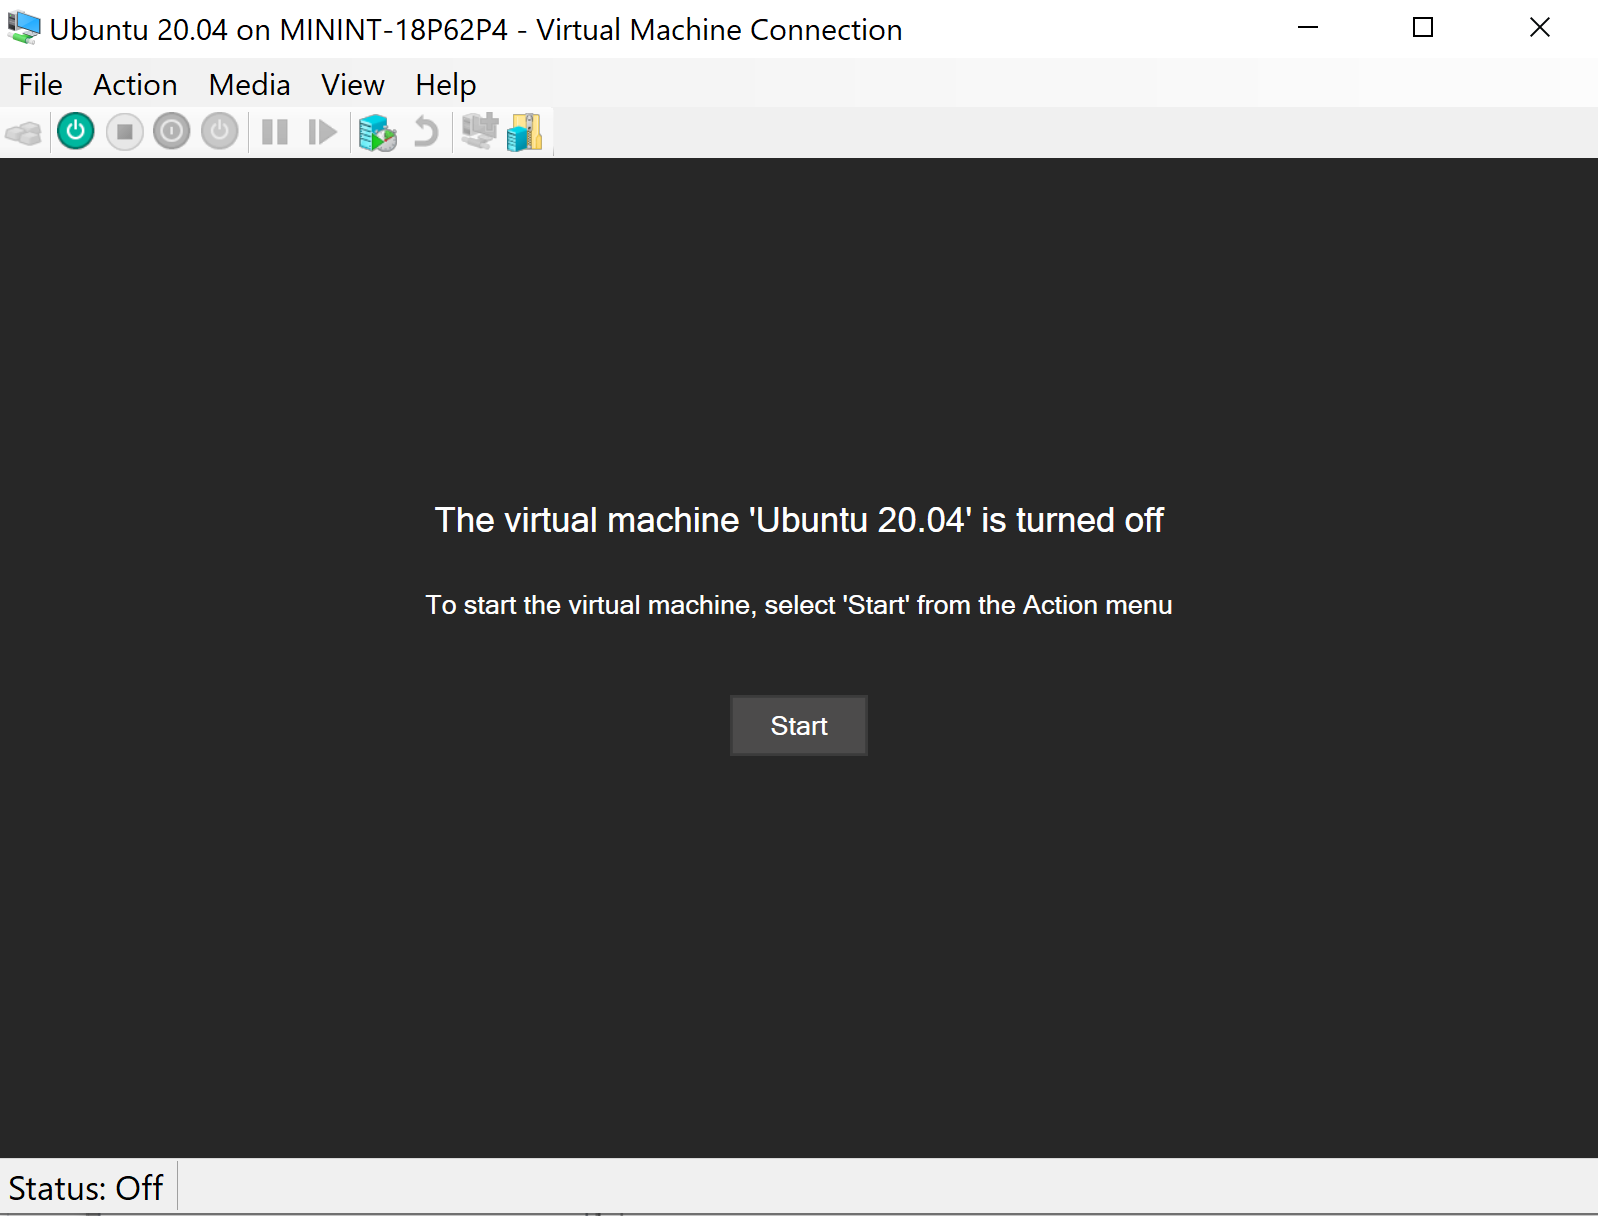 Ubuntu 20.04 on MININT-18P62P4 - Virtual Machine Connection
File Action Media View Help
The virtual machine 'Ubuntu 20.04' is turned off
To start the virtual machine, select 'Start' from the Action menu
Start
Status: Off